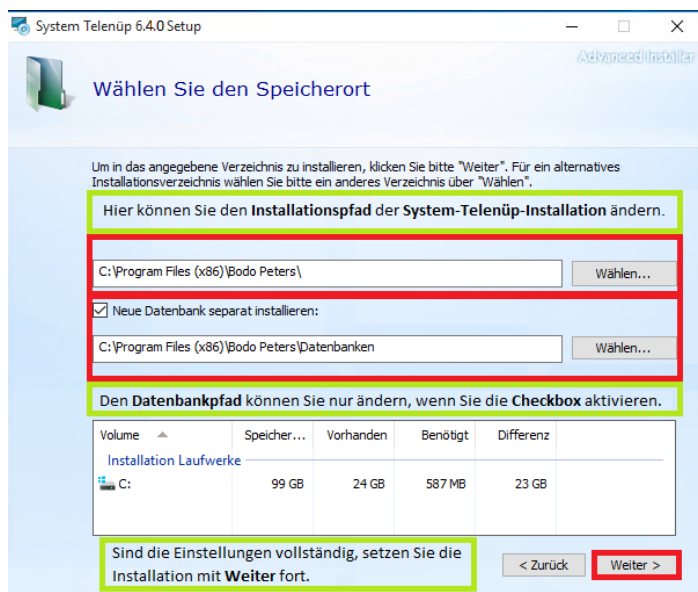 System Telenüp 6.4.0 Setup
Advanced Installer
Wählen Sie den Speicherort
Um in das angegebene Verzeichnis zu installieren, klicken Sie bitte "Weiter". Für ein alternatives
Installationsverzeichnis wählen Sie bitte ein anderes Verzeichnis über "Wählen".
Hier können Sie den Installationspfad der System-Telenüp-Installation ändern.
C:\Program Files (x86)\Bodo Peters\
Wählen...
Neue Datenbank separat installieren:
C:\Program Files (x86)\Bodo Peters\Datenbanken
Wählen...
Den Datenbankpfad können Sie nur ändern, wenn Sie die Checkbox aktivieren.
Volume Speicher... Vorhanden Benötigt Differenz
Installation Laufwerke
C: 99 GB 24 GB 587 MB 23 GB
Sind die Einstellungen vollständig, setzen Sie die
Installation mit Weiter fort.
< Zurück
Weiter >